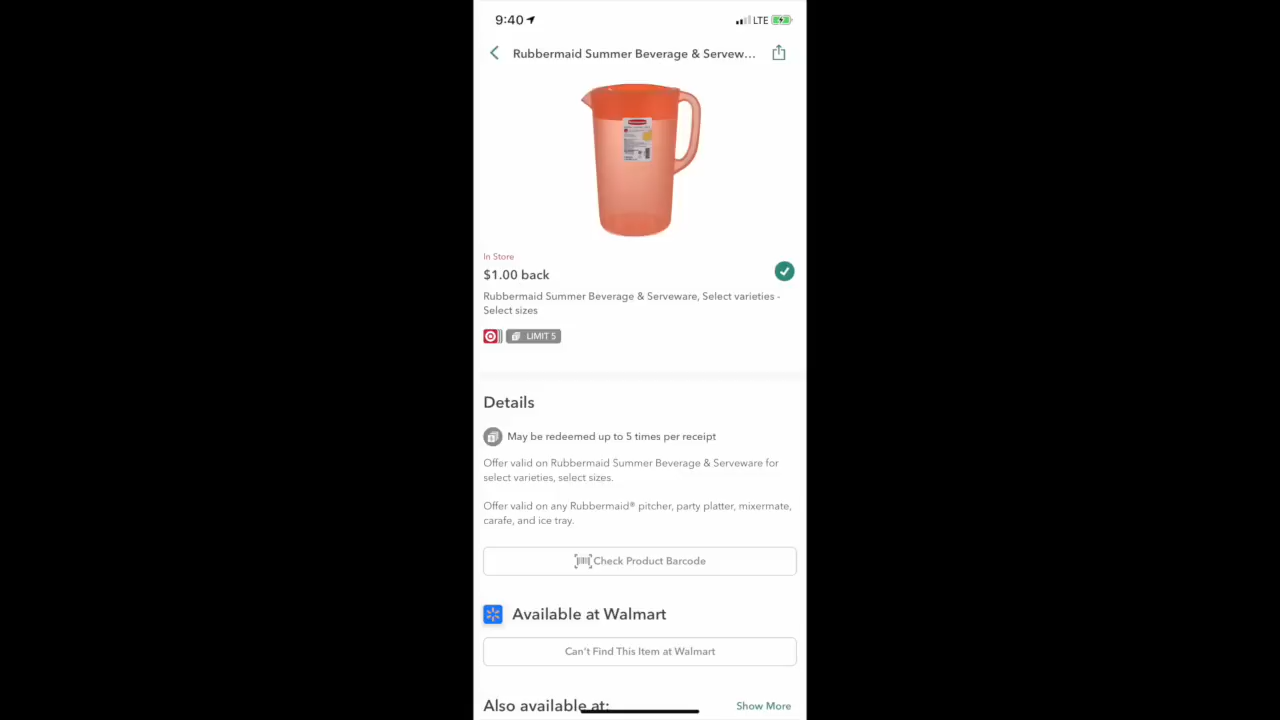 9:40
LTE
Rubbermaid Summer Beverage & Servew...
In Store
$1.00 back
Rubbermaid Summer Beverage & Serveware, Select varieties -
Select sizes
LIMIT 5
Details
May be redeemed up to 5 times per receipt
Offer valid on Rubbermaid Summer Beverage & Serveware for
select varieties, select sizes.
Offer valid on any Rubbermaid® pitcher, party platter, mixermate,
carafe, and ice tray.
Check Product Barcode
Available at Walmart
Can't Find This Item at Walmart
Also available at:
Show More